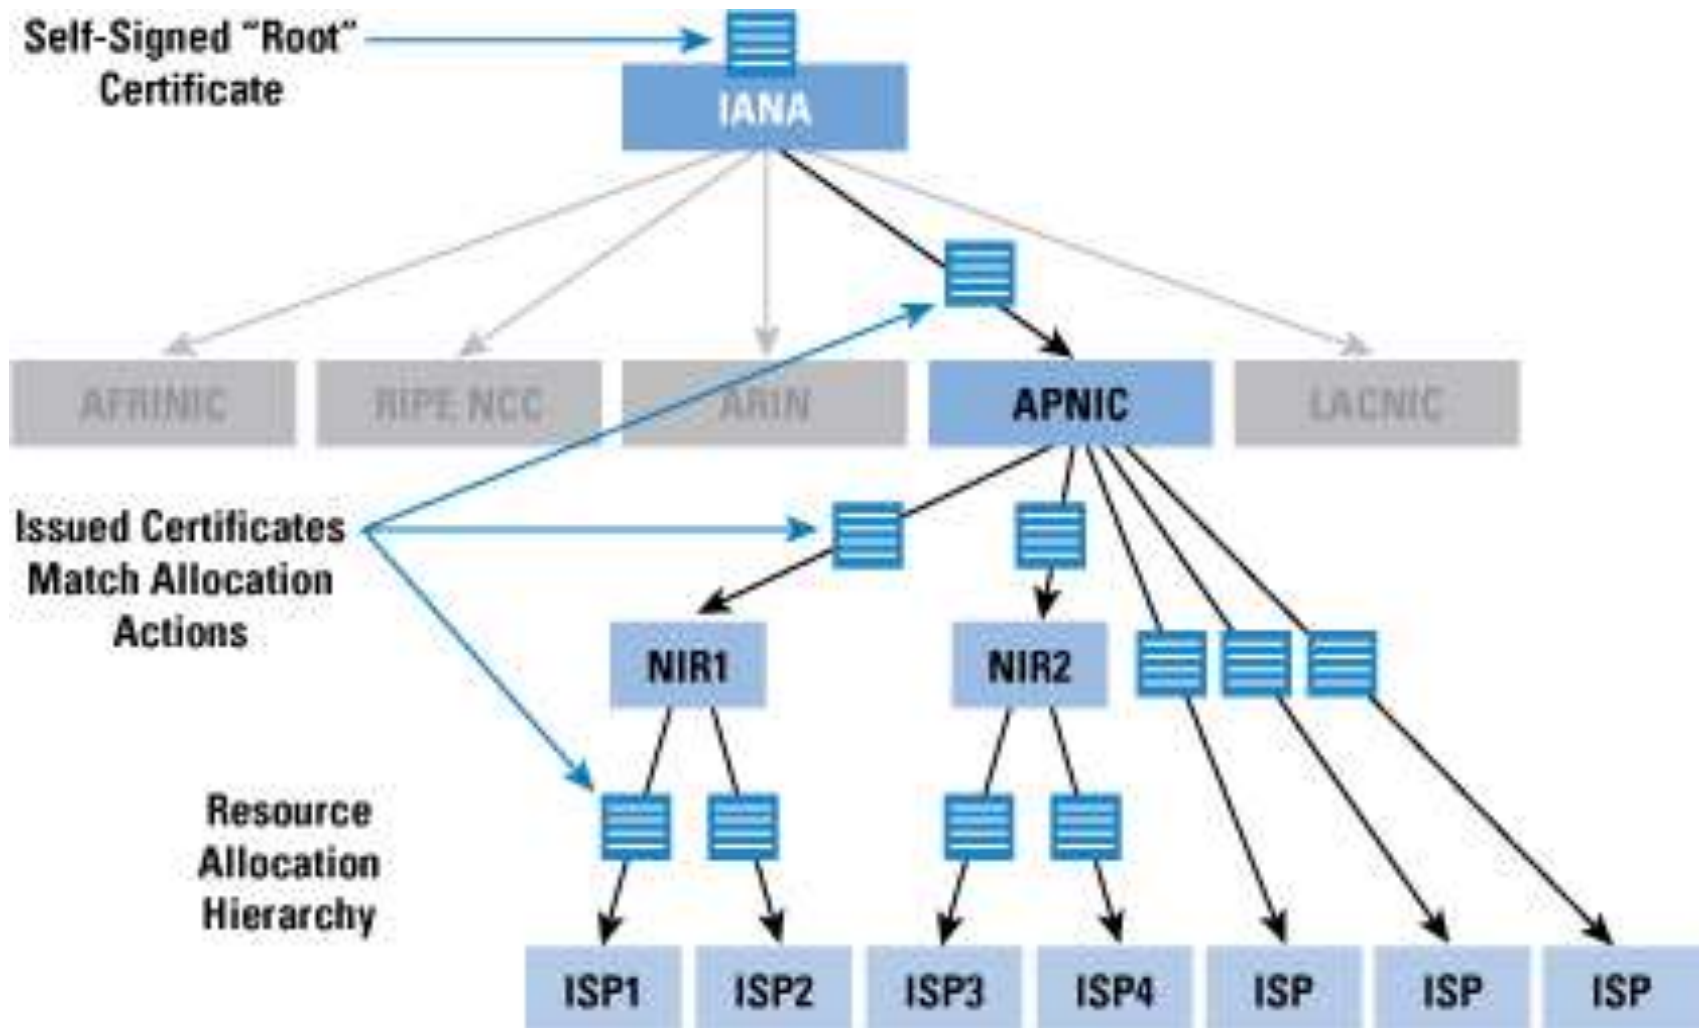 Self-Signed “Root”
Certificate
IANA
AFRINIC
RIPE NCC
ARIN
APNIC
LACNIC
Issued Certificates
Match Allocation
Actions
NIR1
NIR2
Resource
Allocation
Hierarchy
ISP1
ISP2
ISP3
ISP4
ISP
ISP
ISP